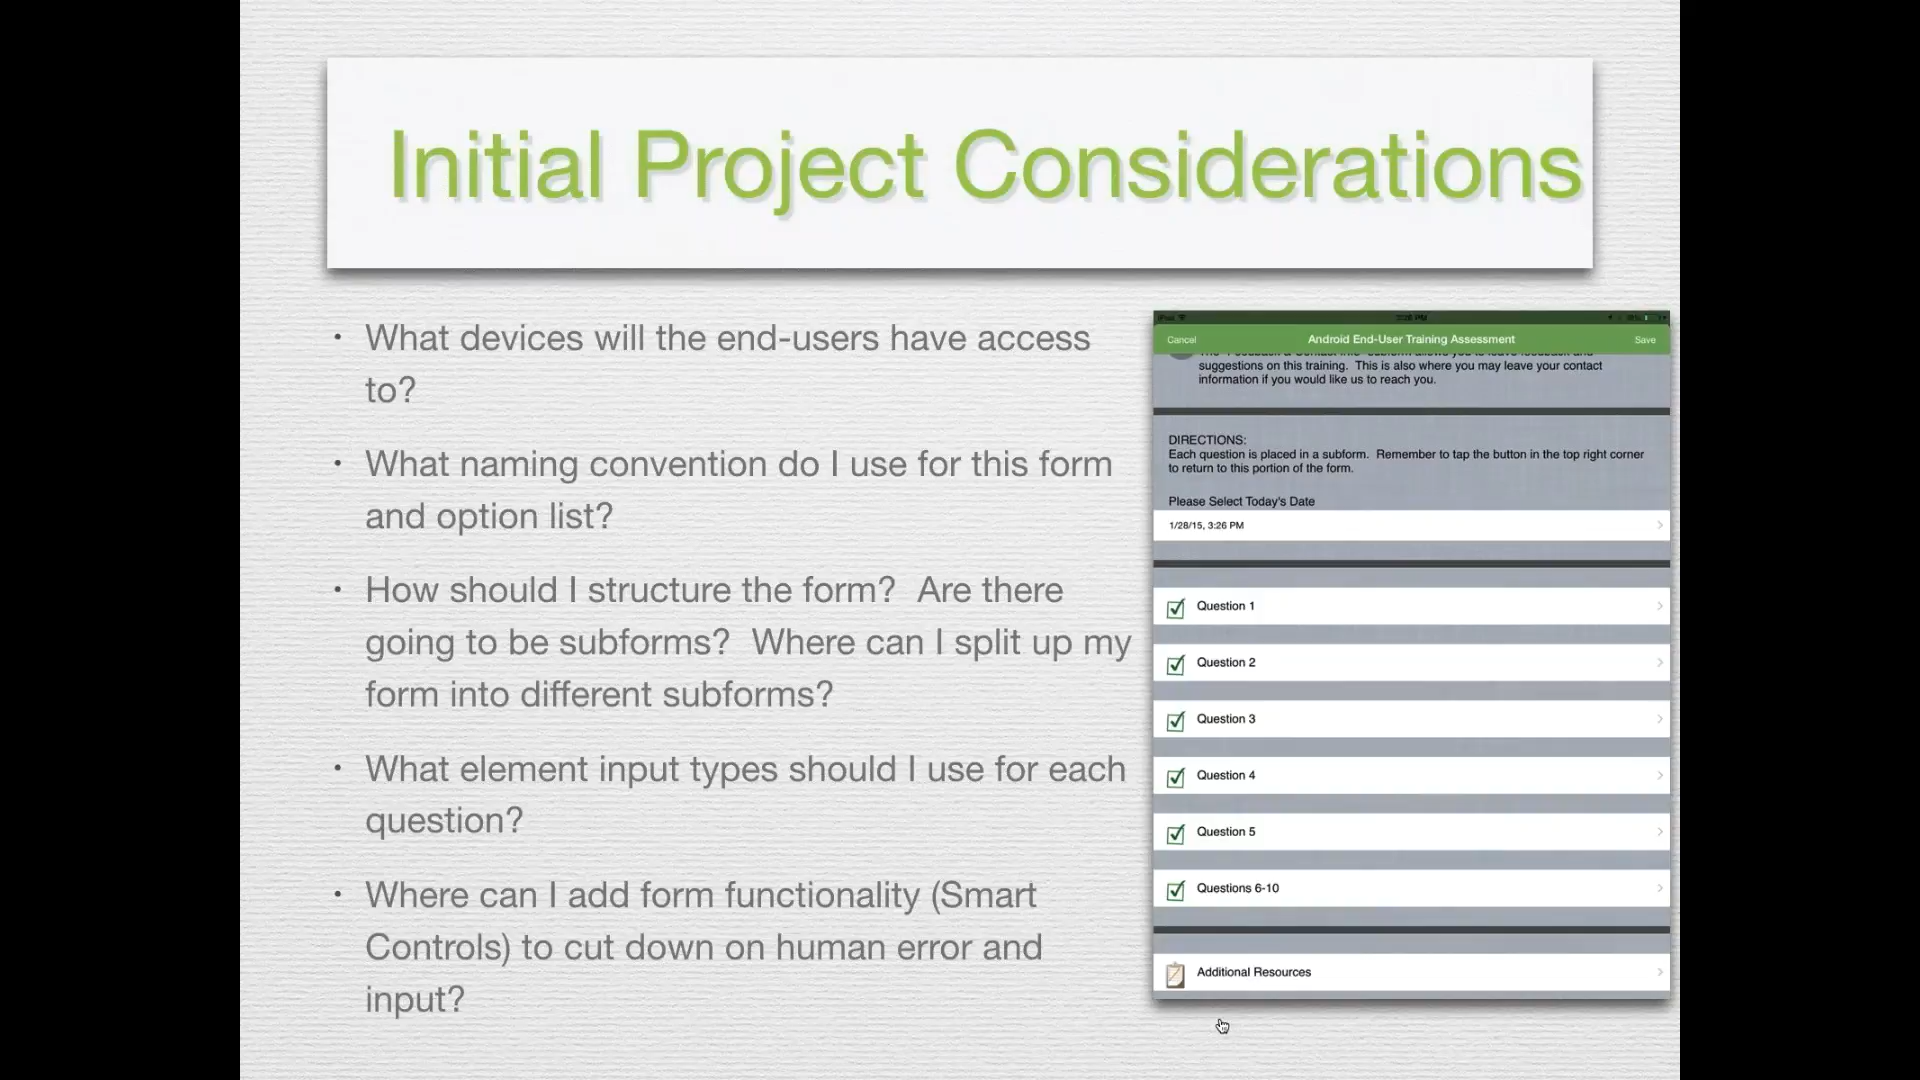 Initial Project Considerations
• What devices will the end-users have access
to?
• What naming convention do I use for this form
and option list?
• How should I structure the form?  Are there
going to be subforms?  Where can I split up my
form into different subforms?
• What element input types should I use for each
question?
• Where can I add form functionality (Smart
Controls) to cut down on human error and
input?
iPad 3:26 PM
Cancel Android End-User Training Assessment Save
suggestions on this training.  This is also where you may leave your contact
information if you would like us to reach you.
DIRECTIONS:
Each question is placed in a subform.  Remember to tap the button in the top right corner
to return to this portion of the form.
Please Select Today's Date
1/28/15, 3:26 PM
Question 1
Question 2
Question 3
Question 4
Question 5
Questions 6-10
Additional Resources